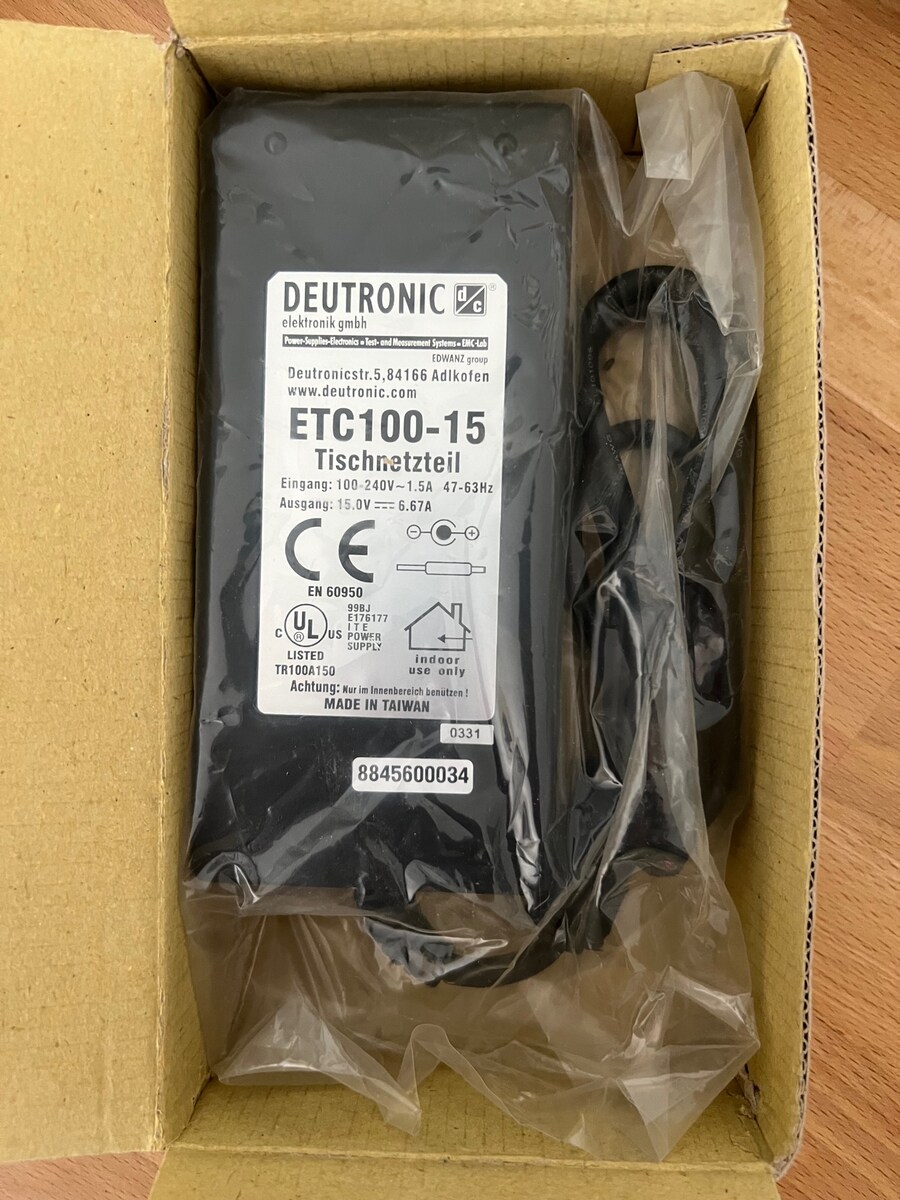 DEUTRONIC d/c ®
elektronik gmbh
Power-Supplies-Electronics • Test- and Measurement Systems • EMC-Lab
EDWANZ group
Deutronicstr.5,84166 Adlkofen
www.deutronic.com
ETC100-15
Tischnetzteil
Eingang: 100-240V~1.5A 47-63Hz
Ausgang: 15.0V ⎓ 6.67A
CE
EN 60950
C UL ® US
LISTED
TR100A150
99BJ
E176177
I T E
POWER
SUPPLY
indoor
use only
Achtung: Nur im Innenbereich benützen!
MADE IN TAIWAN
0331
8845600034